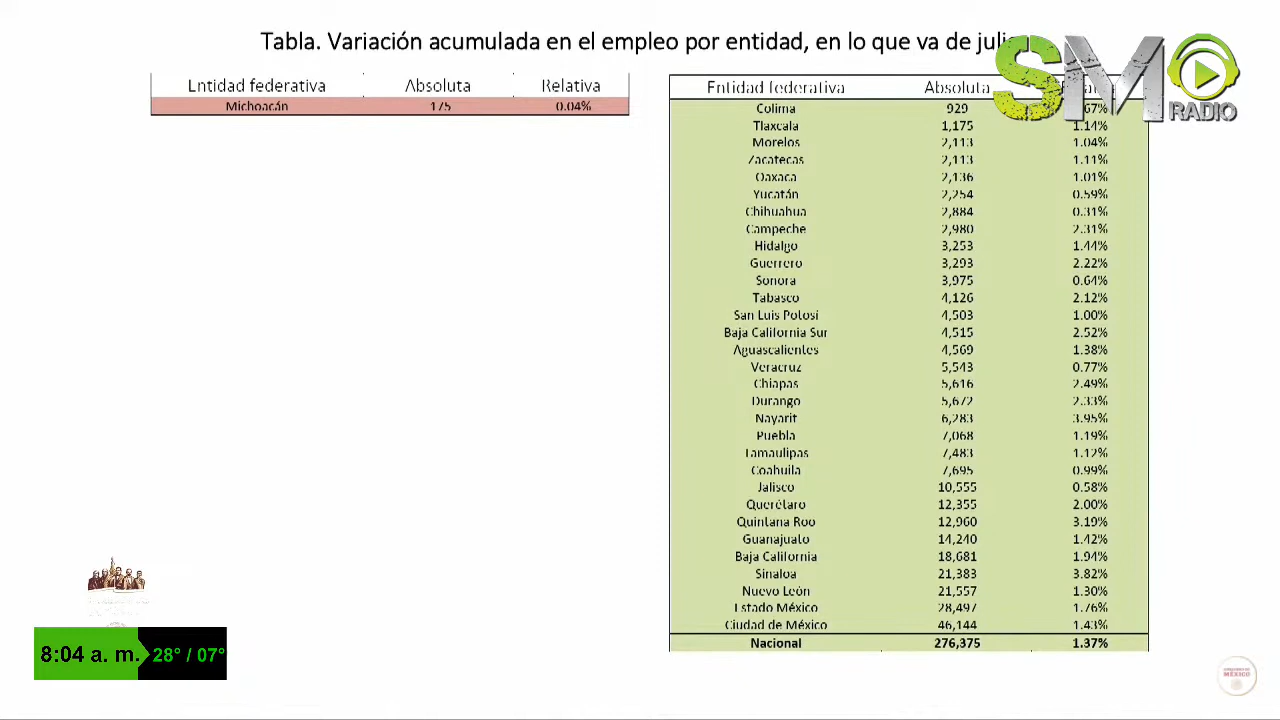 Tabla. Variación acumulada en el empleo por entidad, en lo que va de julio
Entidad federativa Absoluta Relativa
Michoacán 175 0.04%
Entidad federativa Absoluta
Colima 929 .67%
Tlaxcala 1,175 1.14%
Morelos 2,113 1.04%
Zacatecas 2,113 1.11%
Oaxaca 2,136 1.01%
Yucatán 2,254 0.59%
Chihuahua 2,884 0.31%
Campeche 2,980 2.31%
Hidalgo 3,253 1.44%
Guerrero 3,293 2.22%
Sonora 3,975 0.64%
Tabasco 4,126 2.12%
San Luis Potosí 4,503 1.00%
Baja California Sur 4,515 2.52%
Aguascalientes 4,569 1.38%
Veracruz 5,543 0.77%
Chiapas 5,616 2.49%
Durango 5,672 2.33%
Nayarit 6,283 3.95%
Puebla 7,068 1.19%
Tamaulipas 7,483 1.12%
Coahuila 7,695 0.99%
Jalisco 10,555 0.58%
Querétaro 12,355 2.00%
Quintana Roo 12,960 3.19%
Guanajuato 14,240 1.42%
Baja California 18,681 1.94%
Sinaloa 21,383 3.82%
Nuevo León 21,557 1.30%
Estado México 28,497 1.76%
Ciudad de México 46,144 1.43%
Nacional 276,375 1.37%
SM RADIO
8:04 a. m. 28° / 07°
MÉXICO